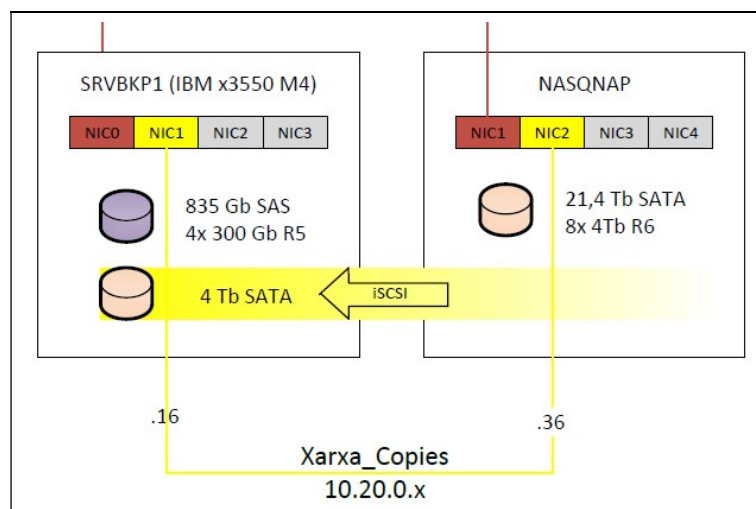 SRVBKP1 (IBM x3550 M4)
NIC0 NIC1 NIC2 NIC3
835 Gb SAS
4x 300 Gb R5
4 Tb SATA
iSCSI
NASQNAP
NIC1 NIC2 NIC3 NIC4
21,4 Tb SATA
8x 4Tb R6
.16
.36
Xarxa_Copies
10.20.0.x